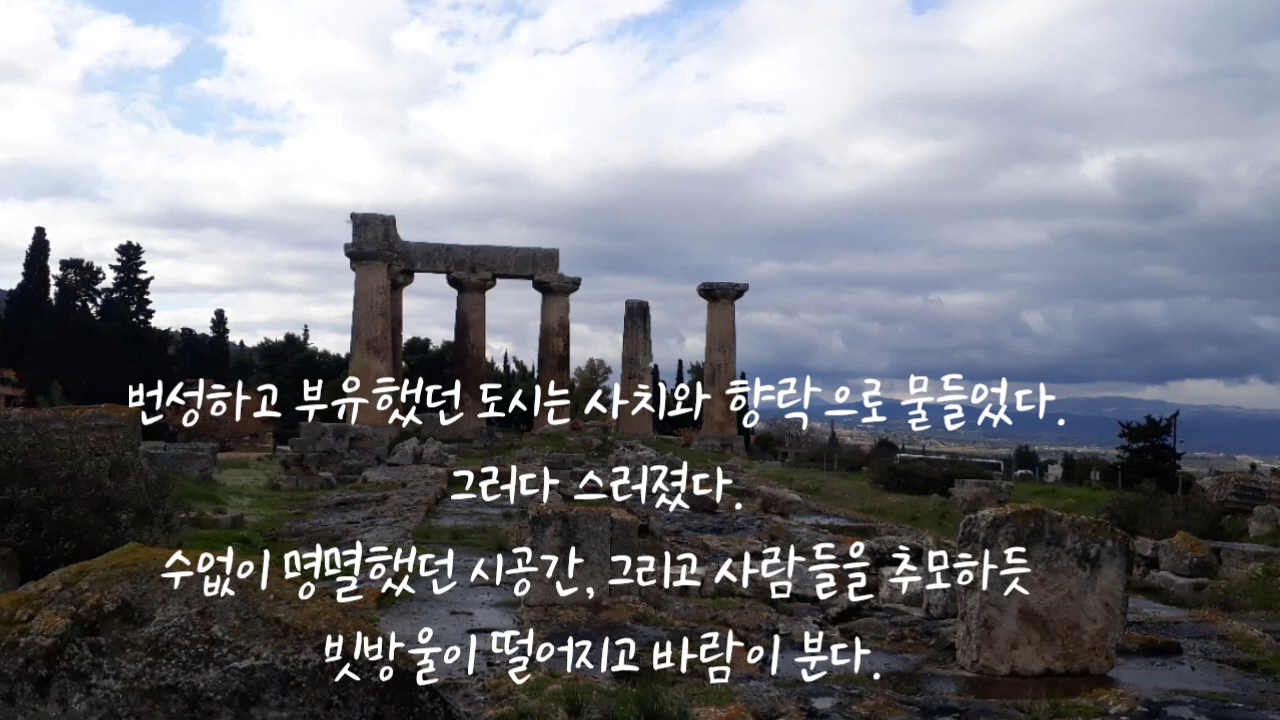 번성하고 부유했던 도시는 사치와 향락으로 물들었다.
그러다 스러졌다.
수없이 명멸했던 시공간, 그리고 사람들을 추모하듯
빗방울이 떨어지고 바람이 분다.